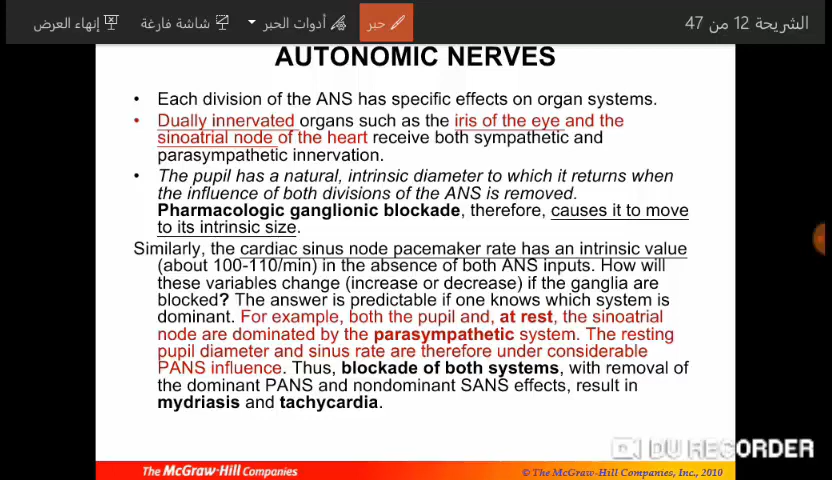 الشريحة 12 من 47
حبر
أدوات الحبر
شاشة فارغة
إنهاء العرض
AUTONOMIC NERVES
• Each division of the ANS has specific effects on organ systems.
• Dually innervated organs such as the iris of the eye and the
sinoatrial node of the heart receive both sympathetic and
parasympathetic innervation.
• The pupil has a natural, intrinsic diameter to which it returns when
the influence of both divisions of the ANS is removed.
Pharmacologic ganglionic blockade, therefore, causes it to move
to its intrinsic size.
Similarly, the cardiac sinus node pacemaker rate has an intrinsic value
(about 100-110/min) in the absence of both ANS inputs. How will
these variables change (increase or decrease) if the ganglia are
blocked? The answer is predictable if one knows which system is
dominant. For example, both the pupil and, at rest, the sinoatrial
node are dominated by the parasympathetic system. The resting
pupil diameter and sinus rate are therefore under considerable
PANS influence. Thus, blockade of both systems, with removal of
the dominant PANS and nondominant SANS effects, result in
mydriasis and tachycardia.
DU RECORDER
The McGraw-Hill Companies
© The McGraw-Hill Companies, Inc., 2010